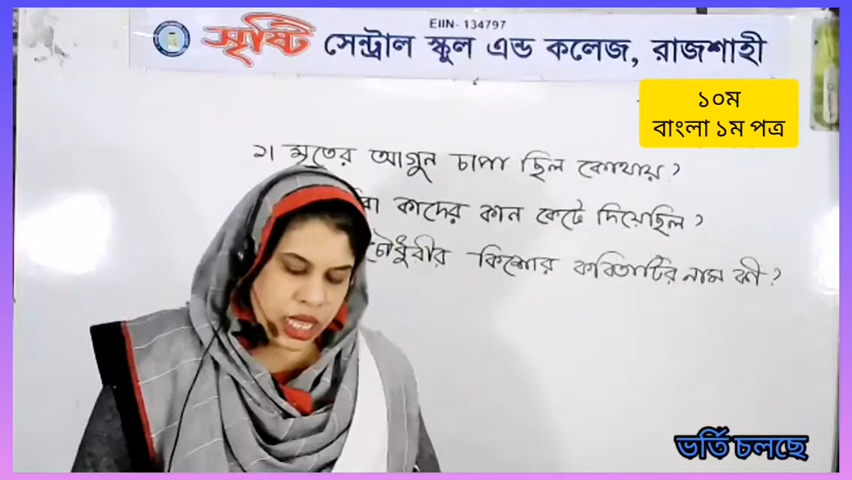 EIIN- 134797
সৃষ্টি সেন্ট্রাল স্কুল এন্ড কলেজ, রাজশাহী
১০ম
বাংলা ১ম পত্র
১। মৃতের আগুন চাপা ছিল কোথায়?
রা কাদের কান কেটে দিয়েছিল?
চৌধুরীর কিশোর কবিতাটির নাম কী?
ভর্তি চলছে